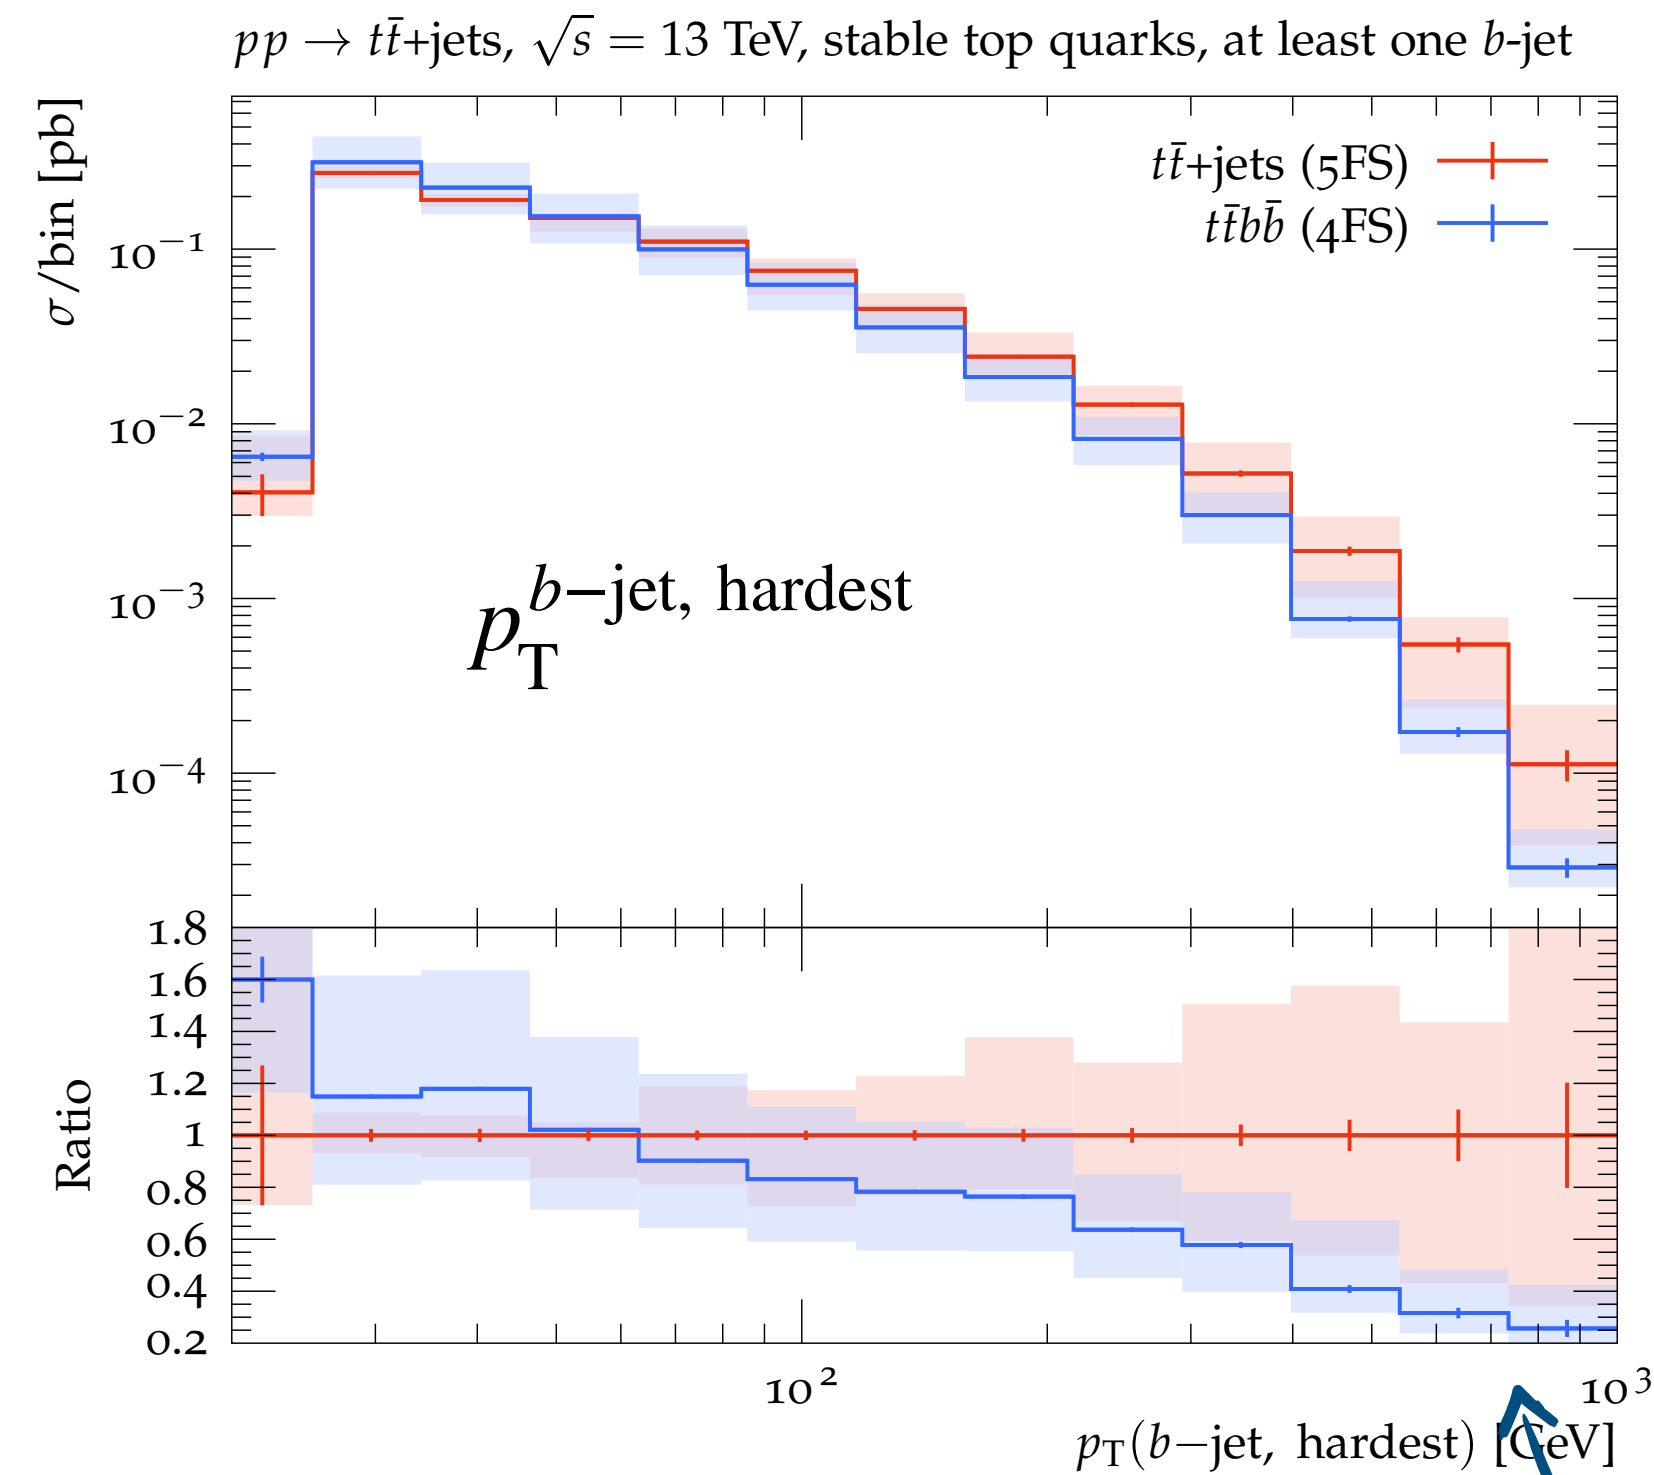 pp → tt̄+jets, √s = 13 TeV, stable top quarks, at least one b-jet
σ/bin [pb]
tt̄+jets (5FS)
tt̄bb̄ (4FS)
10⁻¹
10⁻²
10⁻³
10⁻⁴
p_T^{b−jet, hardest}
Ratio
1.8
1.6
1.4
1.2
1
0.8
0.6
0.4
0.2
10²
10³
p_T(b−jet, hardest) [GeV]